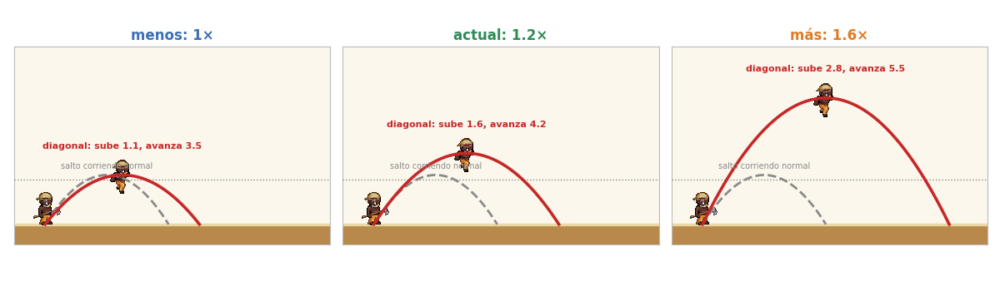 menos: 1×
diagonal: sube 1.1, avanza 3.5
salto corriendo normal
actual: 1.2×
diagonal: sube 1.6, avanza 4.2
salto corriendo normal
más: 1.6×
diagonal: sube 2.8, avanza 5.5
salto corriendo normal